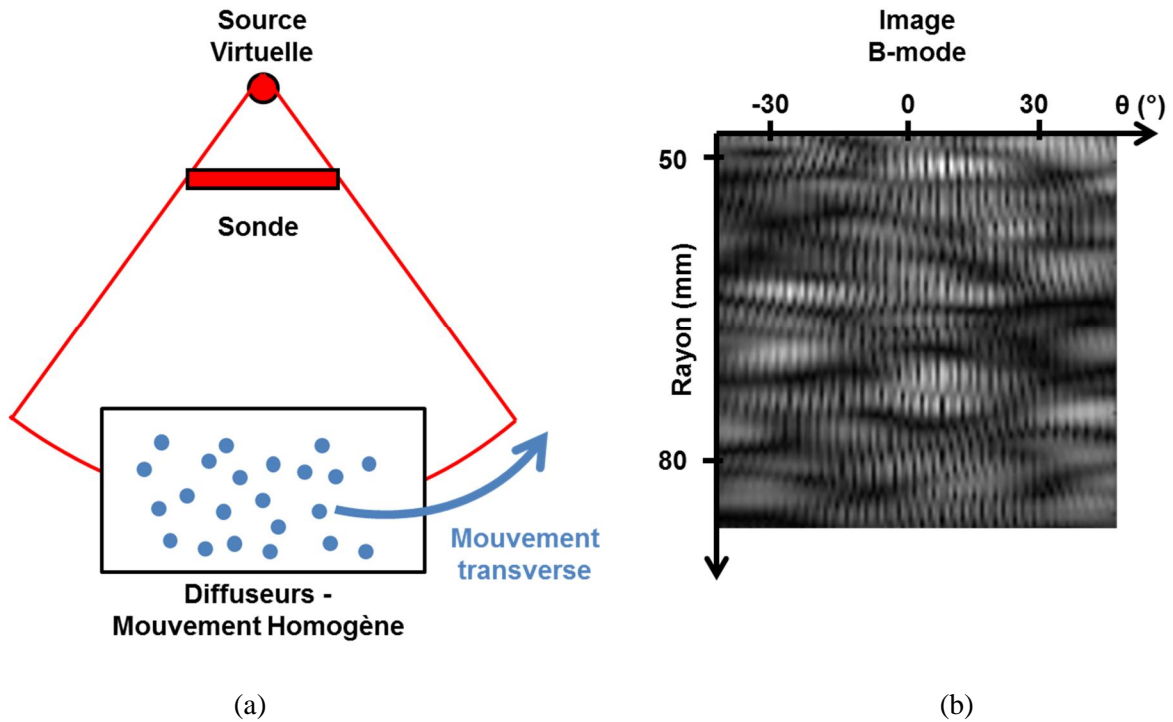 Source
Virtuelle
Sonde
Mouvement
transverse
Diffuseurs -
Mouvement Homogène
(a)
Image
B-mode
-30 0 30 θ (°)
50
80
Rayon (mm)
(b)